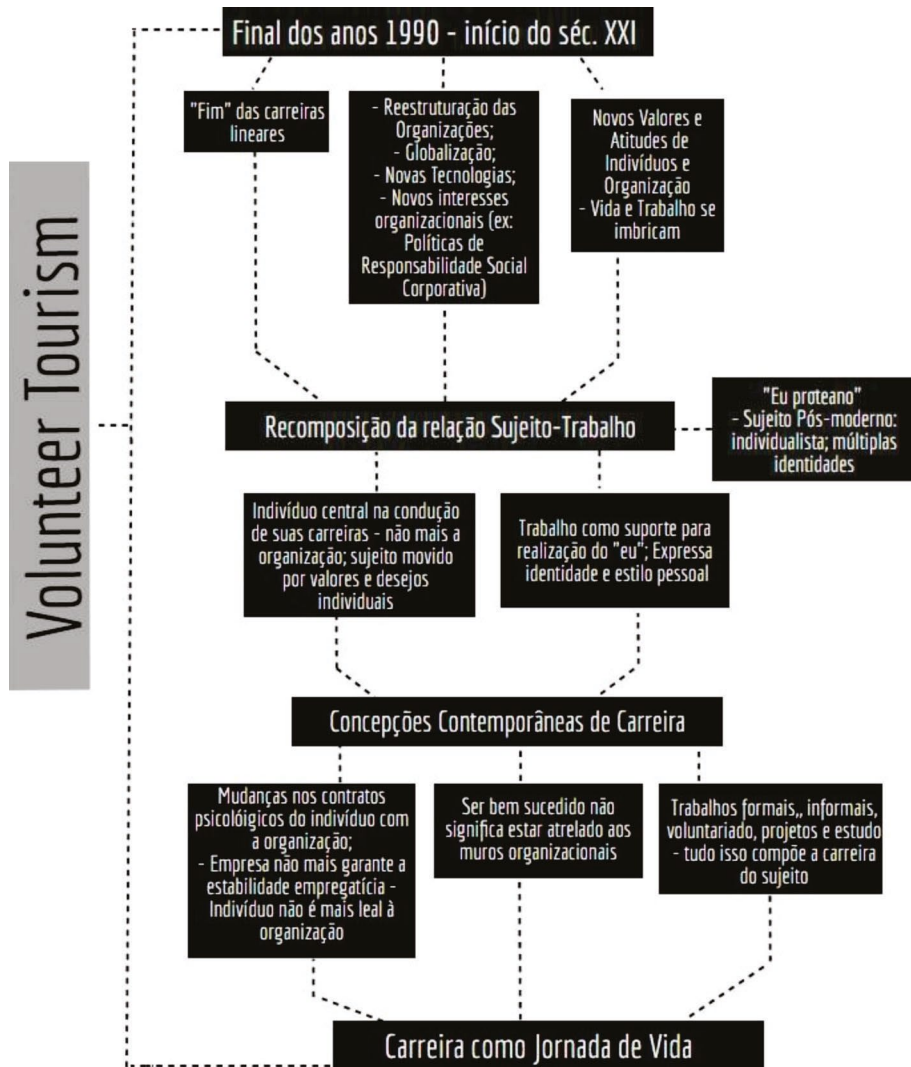 Volunteer Tourism
Final dos anos 1990 - início do séc. XXI
"Fim" das carreiras
lineares
- Reestruturação das
Organizações;
- Globalização;
- Novas Tecnologias;
- Novos interesses
organizacionais (ex:
Políticas de
Responsabilidade Social
Corporativa)
Novos Valores e
Atitudes de
Indivíduos e
Organização
- Vida e Trabalho se
imbricam
Recomposição da relação Sujeito-Trabalho
"Eu proteano"
- Sujeito Pós-moderno:
individualista; múltiplas
identidades
Indivíduo central na condução
de suas carreiras - não mais a
organização; sujeito movido
por valores e desejos
individuais
Trabalho como suporte para
realização do "eu"; Expressa
identidade e estilo pessoal
Concepções Contemporâneas de Carreira
Mudanças nos contratos
psicolóigicos do indivíduo com
a organização;
- Empresa não mais garante a
estabilidade empregatícia -
Indivíduo não é mais leal à
organização
Ser bem sucedido não
significa estar atrelado aos
muros organizacionais
Trabalhos formais,, informais,
voluntariado, projetos e estudo
- tudo isso compõe a carreira
do sujeito
Carreira como Jornada de Vida